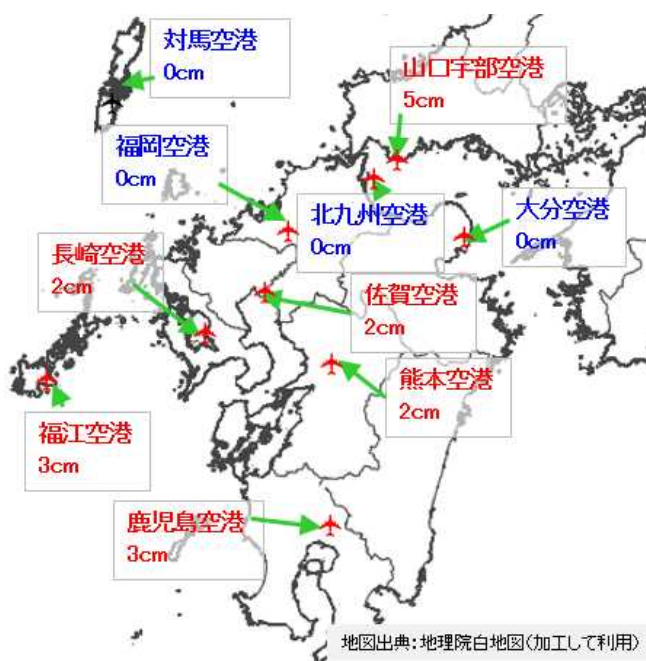 対馬空港
0cm
山口宇部空港
5cm
福岡空港
0cm
北九州空港
0cm
大分空港
0cm
長崎空港
2cm
佐賀空港
2cm
熊本空港
2cm
福江空港
3cm
鹿児島空港
3cm
地図出典:地理院白地図(加工して利用)